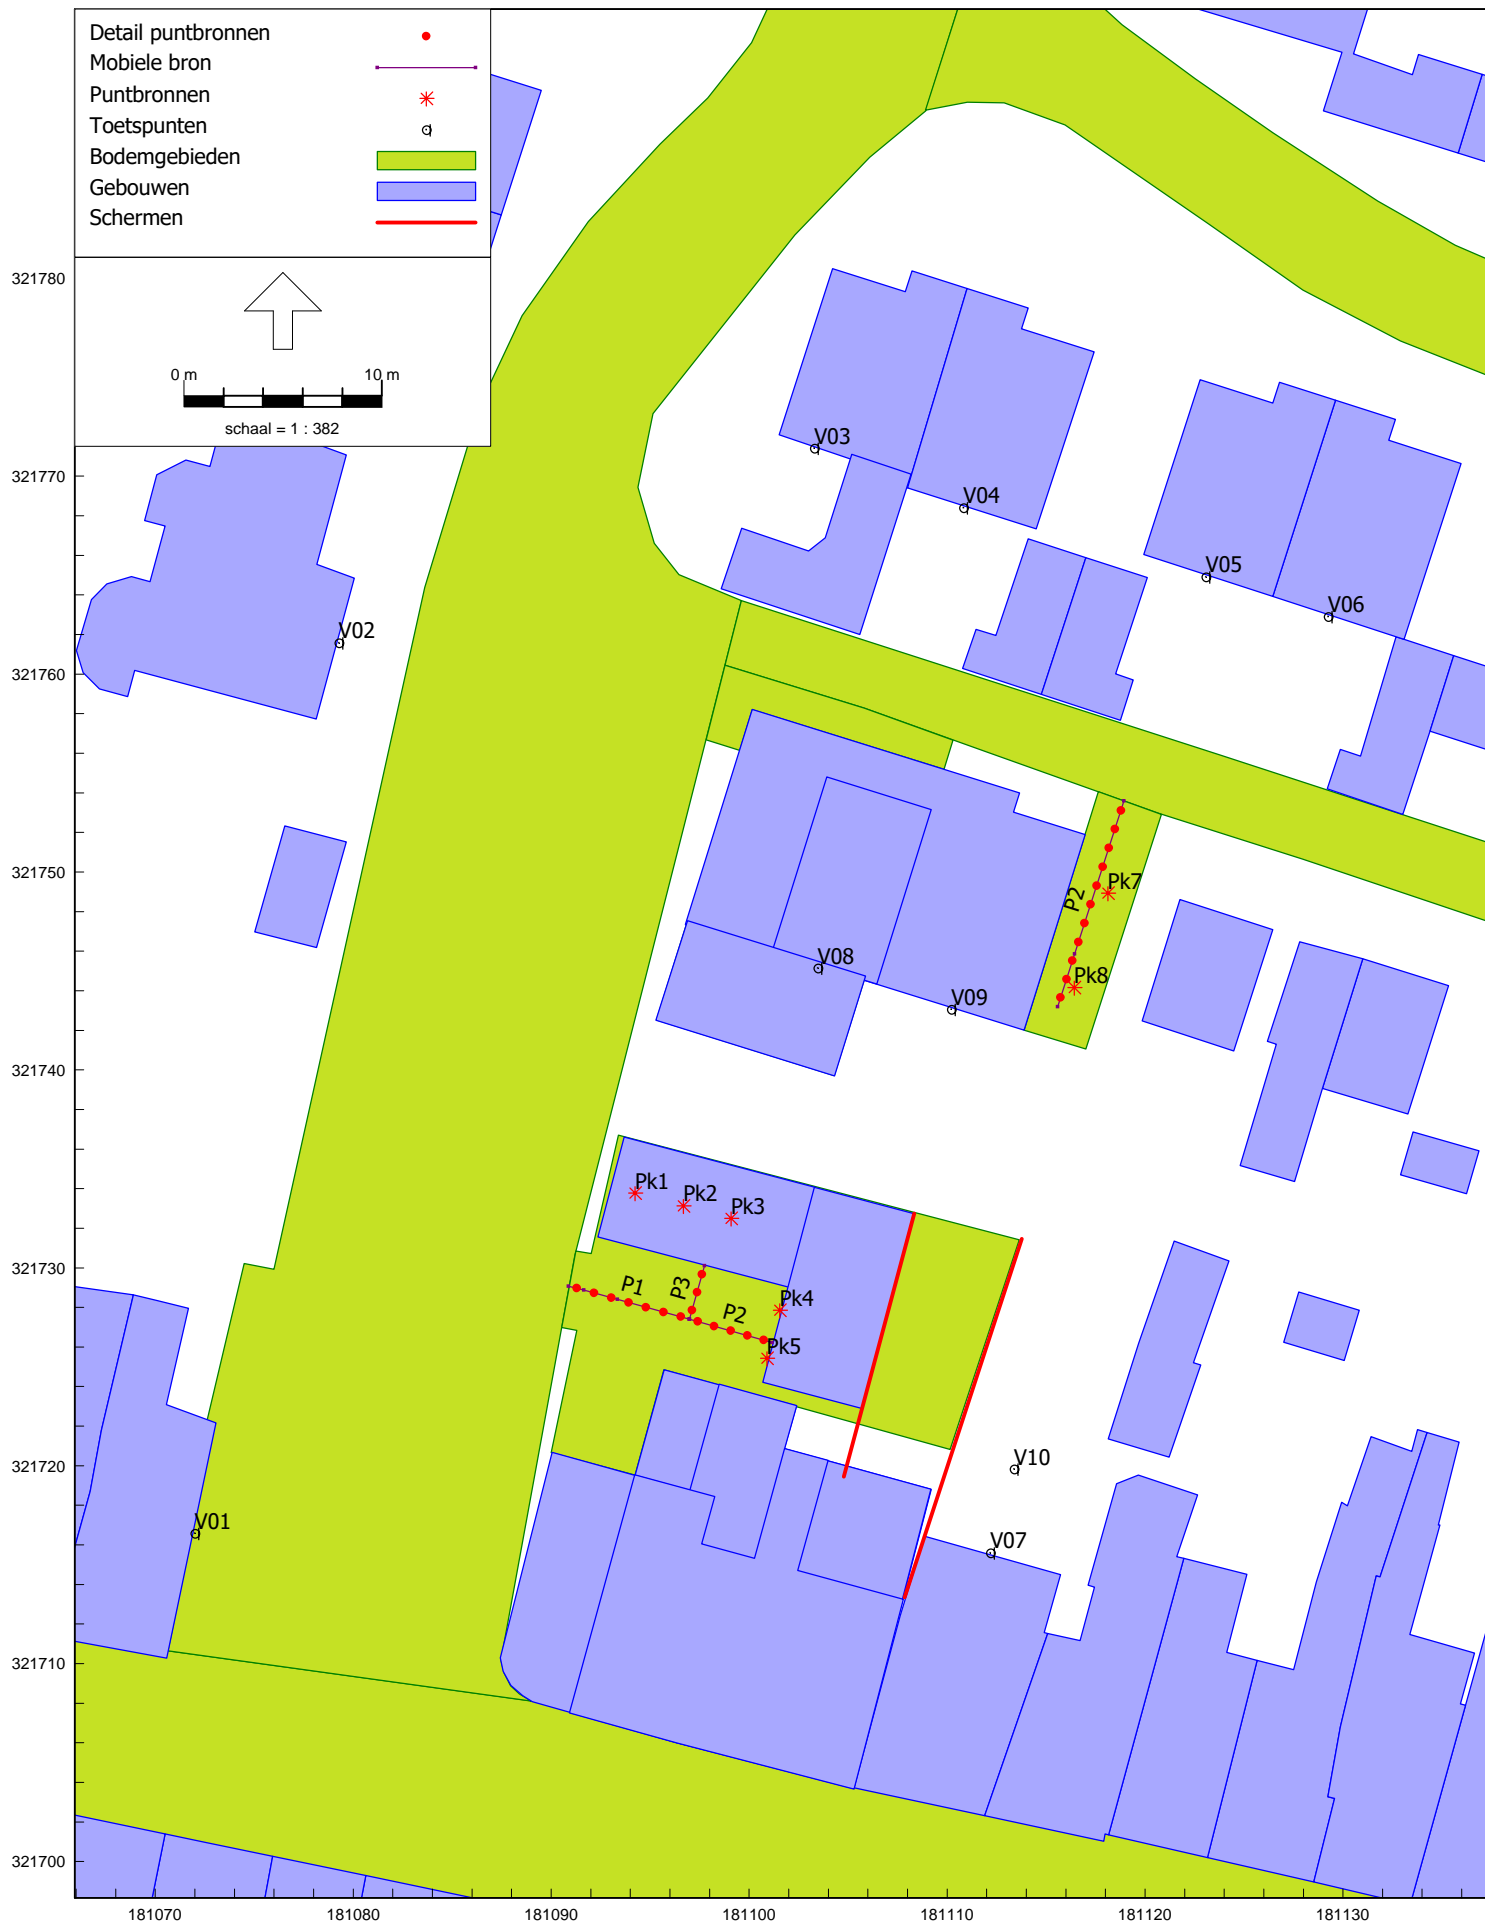 Detail puntbronnen
Mobiele bron
Puntbronnen
Toetspunten
Bodemgebieden
Gebouwen
Schermen
0 m 10 m
schaal = 1 : 382
321780
321770
321760
321750
321740
321730
321720
321710
321700
V03
V04
V05
V06
V02
Pk7
P2
V08
Pk8
V09
Pk1
Pk2
Pk3
P1
P3
P2
Pk4
Pk5
V10
V01
V07
181070 181080 181090 181100 181110 181120 181130